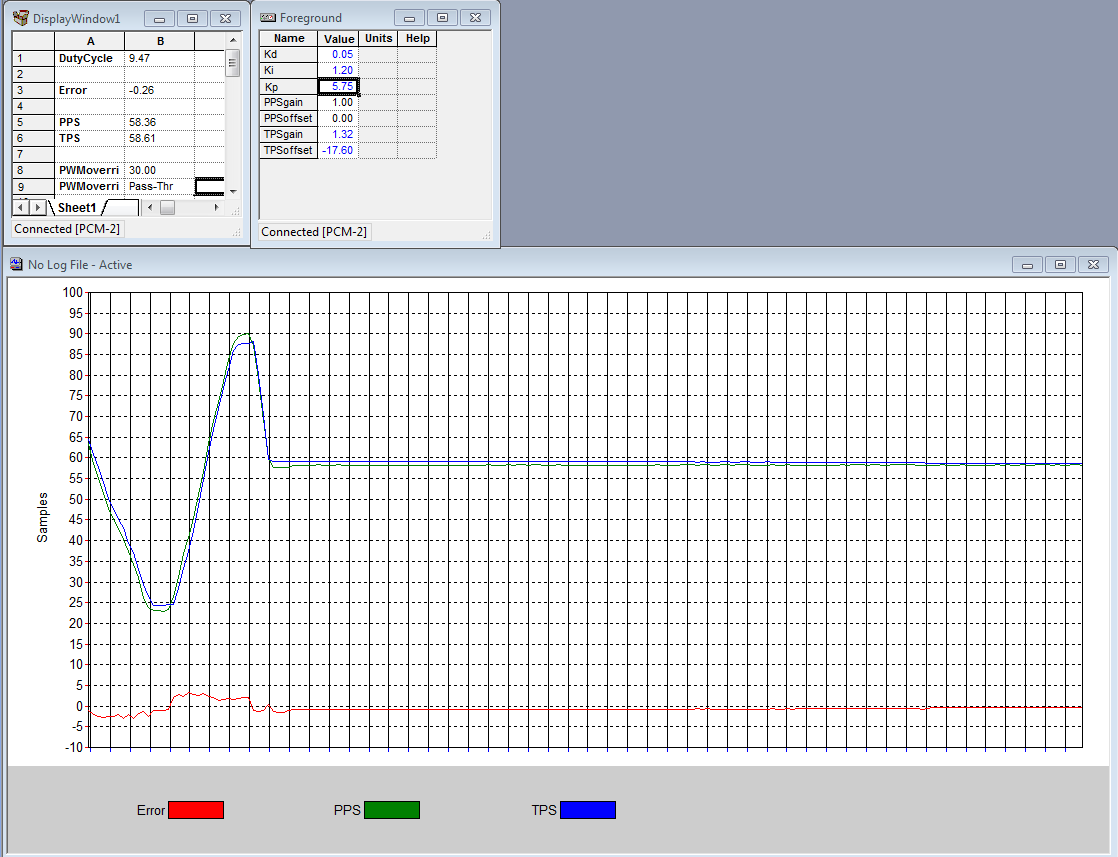 DisplayWindow1
A B
1 DutyCycle 9.47
2
3 Error -0.26
4
5 PPS 58.36
6 TPS 58.61
7
8 PWMoverri 30.00
9 PWMoverri Pass-Thr
Sheet1
Connected [PCM-2]
Foreground
Name Value Units Help
Kd 0.05
Ki 1.20
Kp 5.75
PPSgain 1.00
PPSoffset 0.00
TPSgain 1.32
TPSoffset -17.60
Connected [PCM-2]
No Log File - Active
100
95
90
85
80
75
70
65
60
55
50
45
40
35
30
25
20
15
10
5
0
-5
-10
Samples
Error PPS TPS